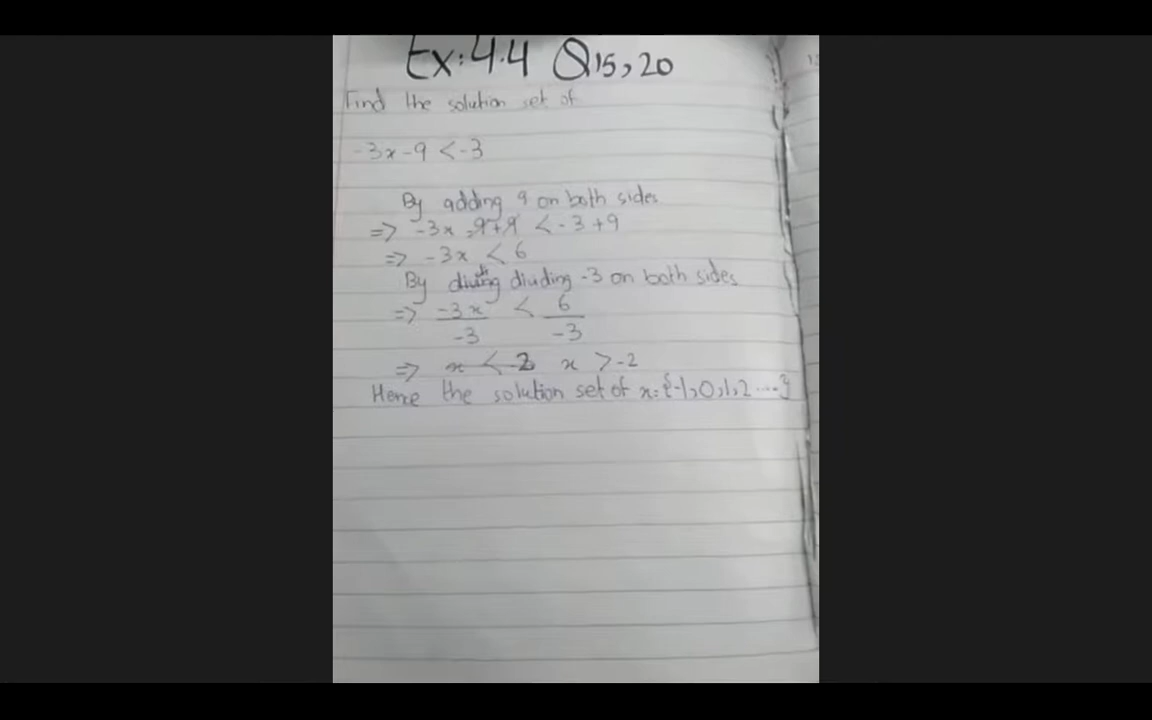 Ex: 4.4 Q15, 20
Find the solution set of
-3x -9 < -3
By adding 9 on both sides
=> -3x -9+9 < -3+9
=> -3x < 6
By dividing -3 on both sides
=> -3x/-3 < 6/-3
=> x < -2 x > -2
Hence the solution set of x = {-1, 0, 1, 2 ....}